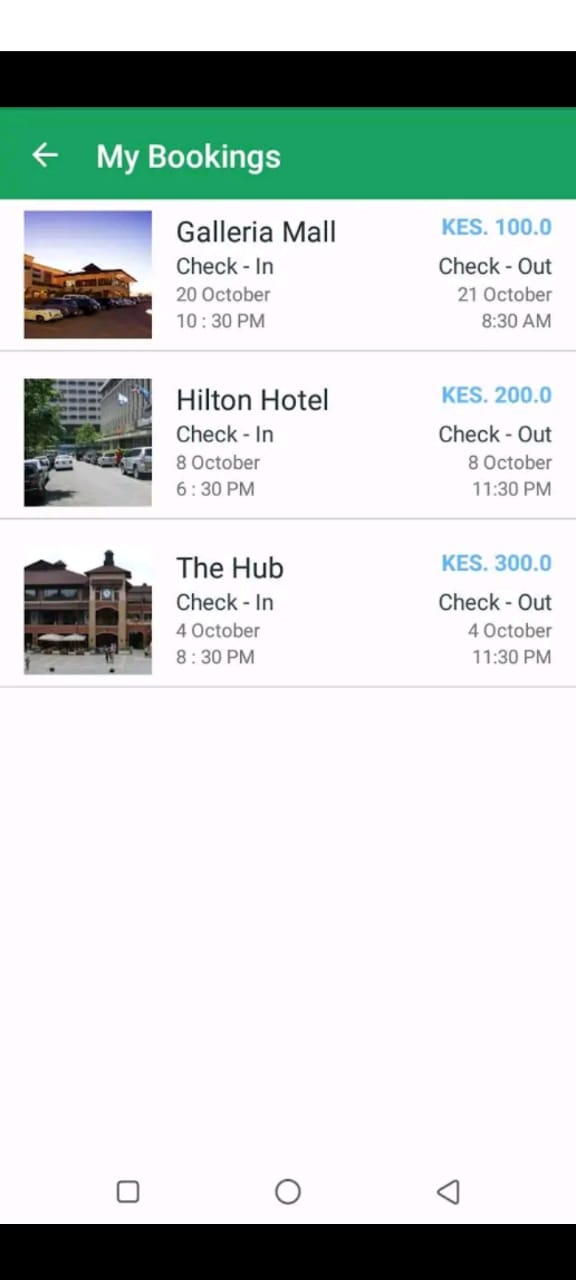 My Bookings
Galleria Mall
KES. 100.0
Check - In
Check - Out
20 October
21 October
10 : 30 PM
8:30 AM
Hilton Hotel
KES. 200.0
Check - In
Check - Out
8 October
8 October
6 : 30 PM
11:30 PM
The Hub
KES. 300.0
Check - In
Check - Out
4 October
4 October
8 : 30 PM
11:30 PM